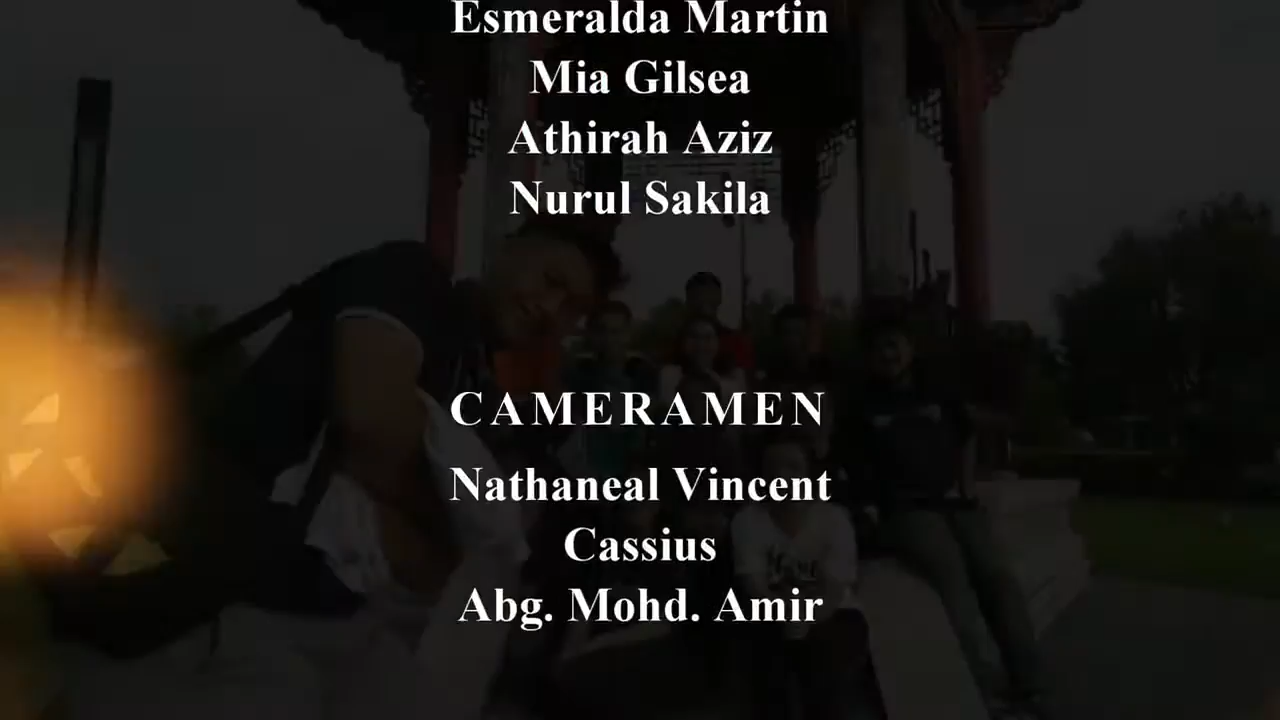 Esmeralda Martin
Mia Gilsea
Athirah Aziz
Nurul Sakila
CAMERAMEN
Nathaneal Vincent
Cassius
Abg. Mohd. Amir